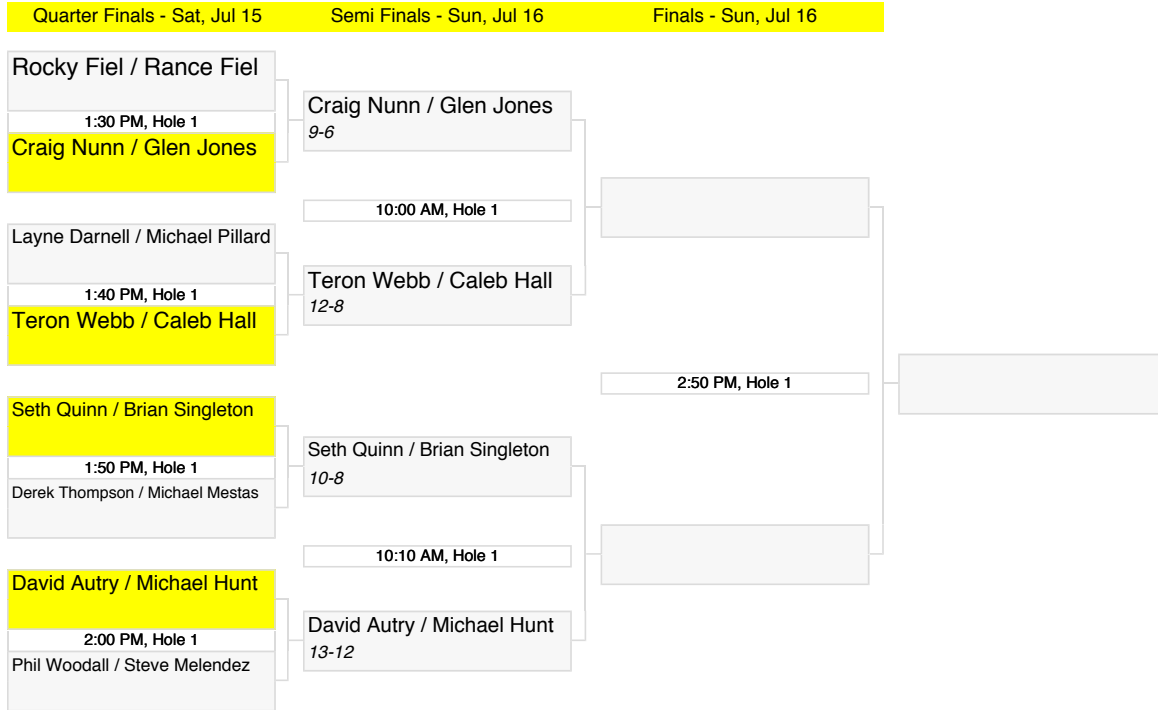 Quarter Finals - Sat, Jul 15
Semi Finals - Sun, Jul 16
Finals - Sun, Jul 16
Rocky Fiel / Rance Fiel
1:30 PM, Hole 1
Craig Nunn / Glen Jones
Layne Darnell / Michael Pillard
1:40 PM, Hole 1
Teron Webb / Caleb Hall
Seth Quinn / Brian Singleton
1:50 PM, Hole 1
Derek Thompson / Michael Mestas
David Autry / Michael Hunt
2:00 PM, Hole 1
Phil Woodall / Steve Melendez
Craig Nunn / Glen Jones
9-6
10:00 AM, Hole 1
Teron Webb / Caleb Hall
12-8
Seth Quinn / Brian Singleton
10-8
10:10 AM, Hole 1
David Autry / Michael Hunt
13-12
2:50 PM, Hole 1